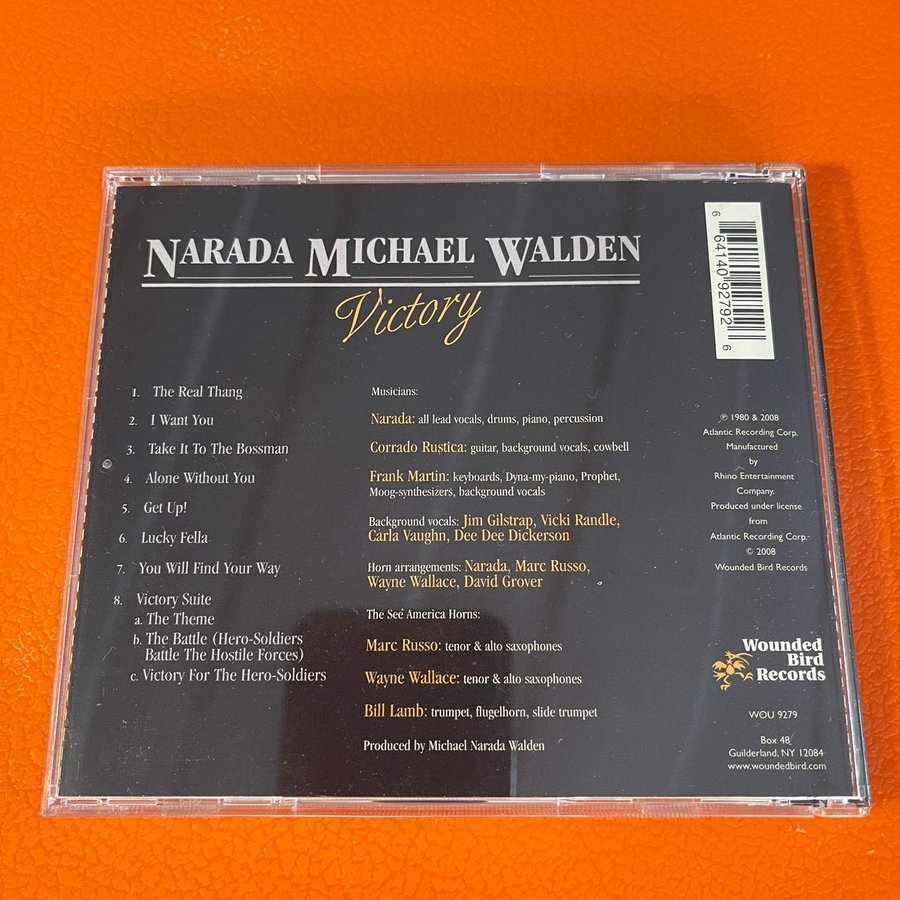 NARADA MICHAEL WALDEN
Victory
1. The Real Thang
2. I Want You
3. Take It To The Bossman
4. Alone Without You
5. Get Up!
6. Lucky Fella
7. You Will Find Your Way
8. Victory Suite
a. The Theme
b. The Battle (Hero-Soldiers
Battle The Hostile Forces)
c. Victory For The Hero-Soldiers
Musicians:
Narada: all lead vocals, drums, piano, percussion
Corrado Rustica: guitar, background vocals, cowbell
Frank Martin: keyboards, Dyna-my-piano, Prophet,
Moog-synthesizers, background vocals
Background vocals: Jim Gilstrap, Vicki Randle,
Carla Vaughn, Dee Dee Dickerson
Horn arrangements: Narada, Marc Russo,
Wayne Wallace, David Grover
The Seé America Horns:
Marc Russo: tenor & alto saxophones
Wayne Wallace: tenor & alto saxophones
Bill Lamb: trumpet, flugelhorn, slide trumpet
Produced by Michael Narada Walden
6 64140 92792 6
℗ 1980 & 2008
Atlantic Recording Corp.
Manufactured
by
Rhino Entertainment
Company.
Produced under license
from
Atlantic Recording Corp.
© 2008
Wounded Bird Records
Wounded
Bird
Records
WOU 9279
Box 48
Guilderland, NY 12084
www.woundedbird.com